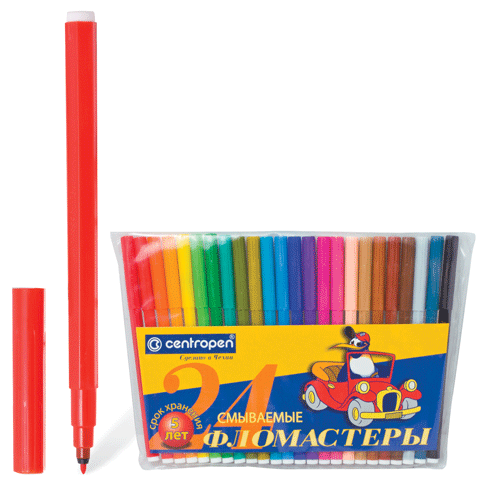 centropen
Сделано в Чехии
24
срок хранения
5
лет
СМЫВАЕМЫЕ
ФЛОМАСТЕРЫ